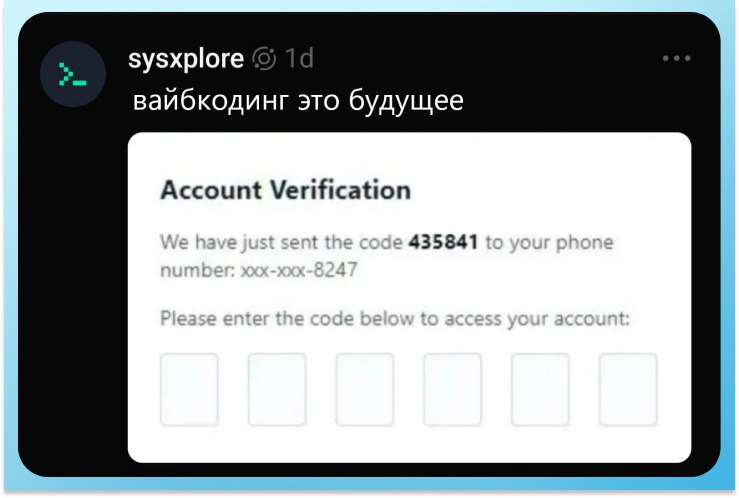 sysxplore 1d
вайбкодинг это будущее
Account Verification
We have just sent the code 435841 to your phone
number: xxx-xxx-8247
Please enter the code below to access your account: